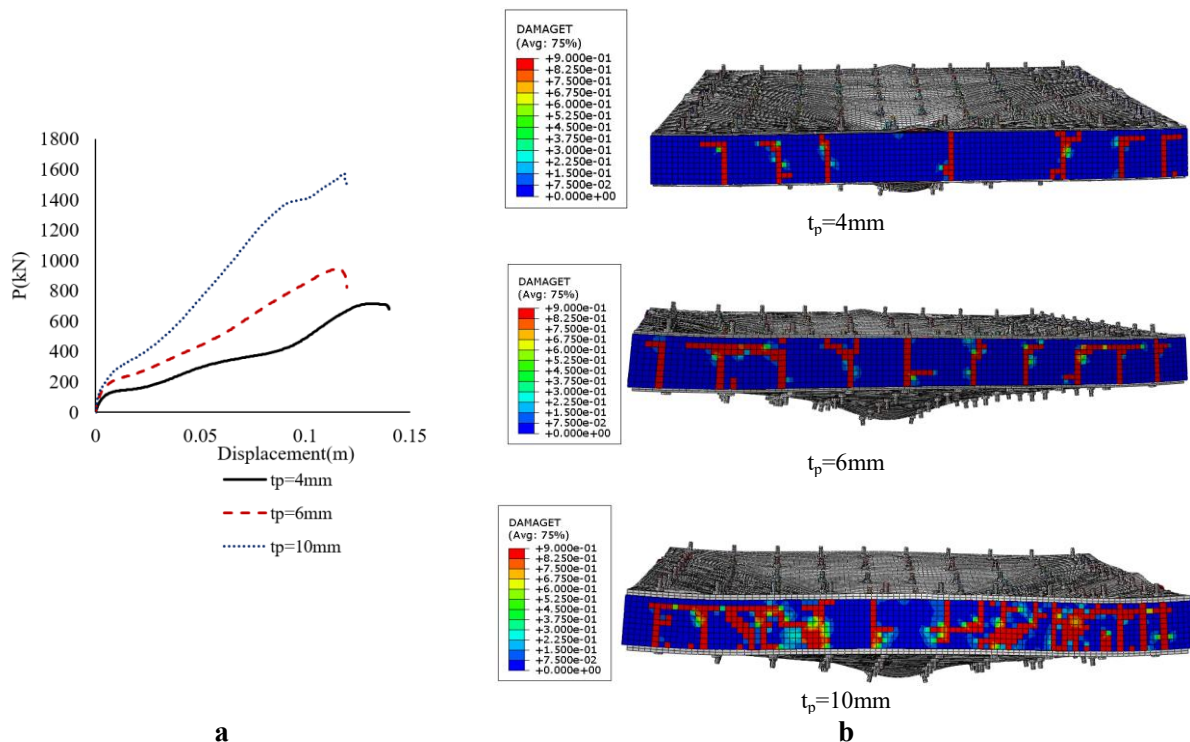 1800
1600
1400
1200
1000
800
600
400
200
0
P(kN)
0
0.05
0.1
0.15
Displacement(m)
tp=4mm
tp=6mm
tp=10mm
a
DAMAGET
(Avg: 75%)
+9.000e-01
+8.250e-01
+7.500e-01
+6.750e-01
+6.000e-01
+5.250e-01
+4.500e-01
+3.750e-01
+3.000e-01
+2.250e-01
+1.500e-01
+7.500e-02
+0.000e+00
tp=4mm
DAMAGET
(Avg: 75%)
+9.000e-01
+8.250e-01
+7.500e-01
+6.750e-01
+6.000e-01
+5.250e-01
+4.500e-01
+3.750e-01
+3.000e-01
+2.250e-01
+1.500e-01
+7.500e-02
+0.000e+00
tp=6mm
DAMAGET
(Avg: 75%)
+9.000e-01
+8.250e-01
+7.500e-01
+6.750e-01
+6.000e-01
+5.250e-01
+4.500e-01
+3.750e-01
+3.000e-01
+2.250e-01
+1.500e-01
+7.500e-02
+0.000e+00
tp=10mm
b